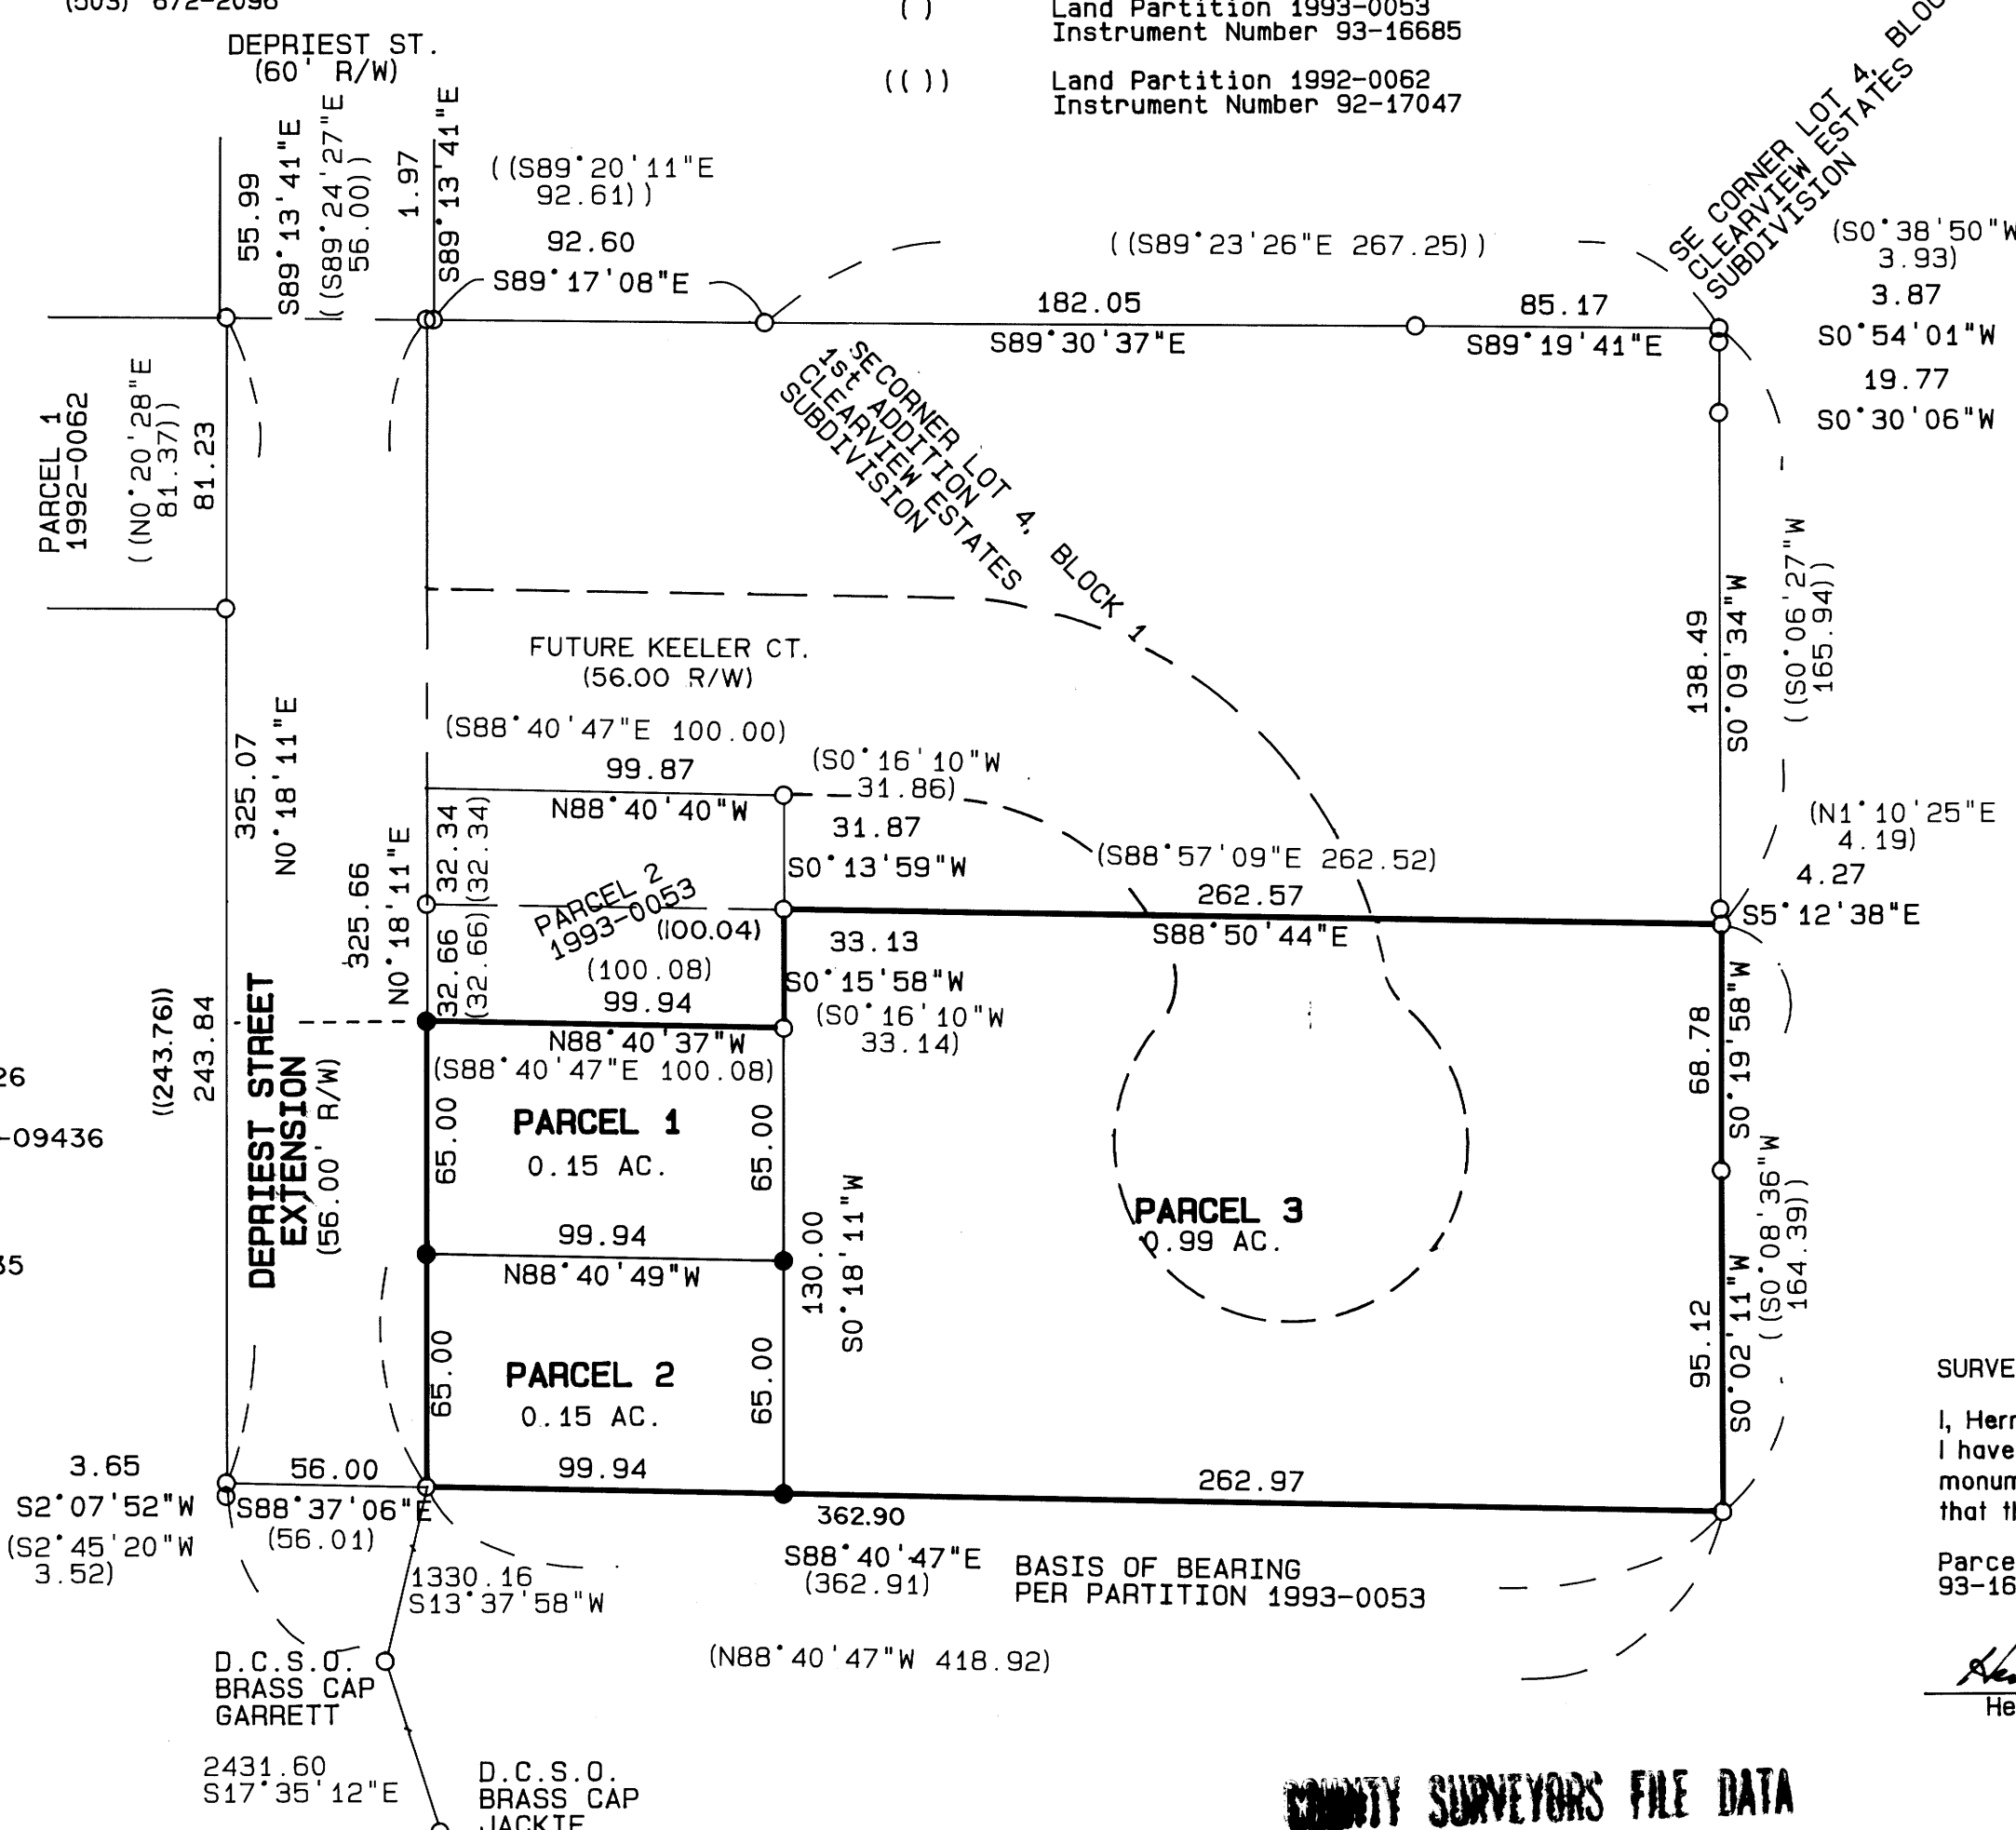 (503) 672-2096
( )
Land Partition 1993-0053
Instrument Number 93-16685
(( ))
Land Partition 1992-0062
Instrument Number 92-17047
DEPRIEST ST.
(60' R/W)
55.99
S89°13'41"E
((S89°24'27"E
56.00))
1.97
S89°13'41"E
((S89°20'11"E
92.61))
92.60
S89°17'08"E
((S89°23'26"E 267.25))
182.05
S89°30'37"E
85.17
S89°19'41"E
SE CORNER LOT 4,
CLEARVIEW ESTATES
SUBDIVISION
(S0°38'50"W
3.93)
3.87
S0°54'01"W
19.77
S0°30'06"W
PARCEL 1
1992-0062
((N0°20'28"E
81.37))
81.23
SECORNER LOT 4, BLOCK 1
1st ADDITION
CLEARVIEW ESTATES
SUBDIVISION
138.49
S0°09'34"W
((S0°06'27"W
165.94))
FUTURE KEELER CT.
(56.00 R/W)
325.07
N0°18'11"E
(S88°40'47"E 100.00)
99.87
N88°40'40"W
(S0°16'10"W
31.86)
31.87
S0°13'59"W
325.66
N0°18'11"E
32.34
(32.34)
32.66
(32.66)
PARCEL 2
1993-0053
(100.04)
(100.08)
99.94
N88°40'37"W
(S88°40'47"E 100.08)
33.13
S0°15'58"W
(S0°16'10"W
33.14)
(S88°57'09"E 262.52)
262.57
S88°50'44"E
(N1°10'25"E
4.19)
4.27
S5°12'38"E
((243.76))
243.84
DEPRIEST STREET
EXTENSION
(56.00' R/W)
26
-09436
35
65.00
PARCEL 1
0.15 AC.
65.00
99.94
N88°40'49"W
130.00
S0°18'11"W
65.00
PARCEL 2
0.15 AC.
65.00
PARCEL 3
0.99 AC.
68.78
S0°19'58"W
((S0°08'36"W
164.39))
95.12
S0°02'11"W
3.65
S2°07'52"W
(S2°45'20"W
3.52)
56.00
S88°37'06"E
(56.01)
99.94
262.97
362.90
S88°40'47"E
(362.91)
BASIS OF BEARING
PER PARTITION 1993-0053
1330.16
S13°37'58"W
(N88°40'47"W 418.92)
D.C.S.O.
BRASS CAP
GARRETT
2431.60
S17°35'12"E
D.C.S.O.
BRASS CAP
JACKIE
SURVE
I, Herr
I have
monum
that th
Parce
93-16
He
COUNTY SURVEYORS FILE DATA